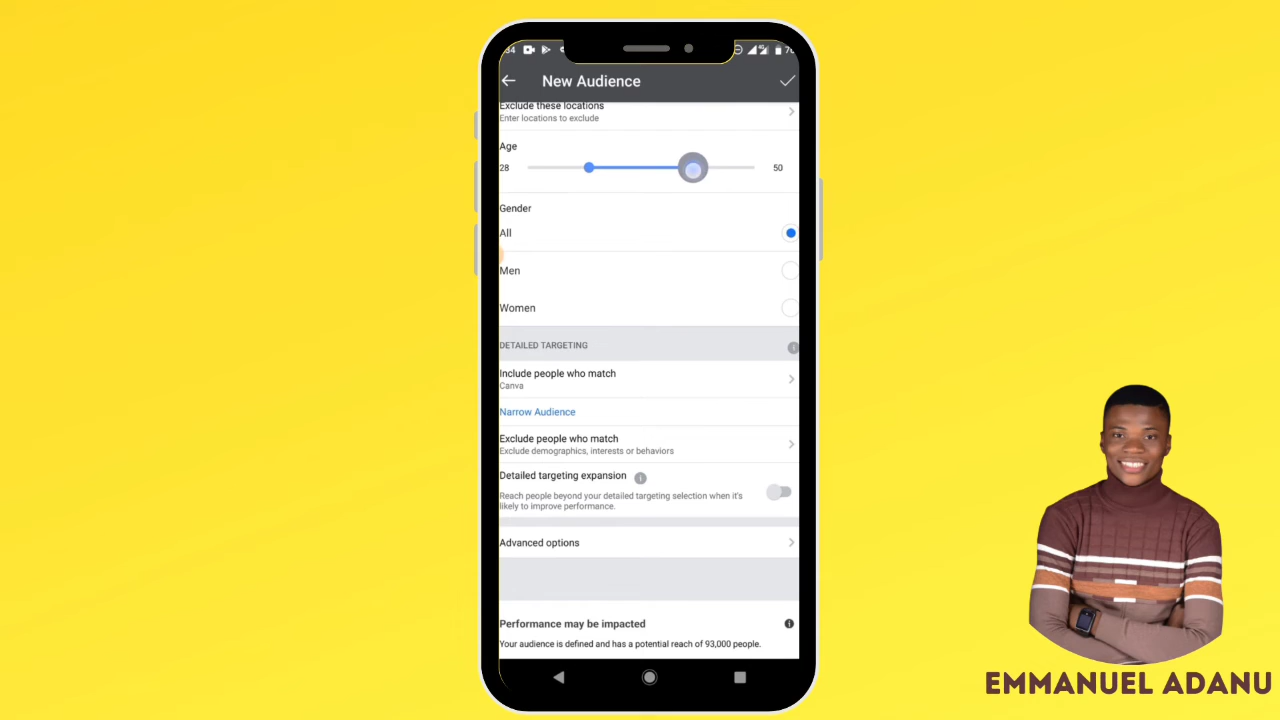 New Audience
Exclude these locations
Enter locations to exclude
Age
28
50
Gender
All
Men
Women
DETAILED TARGETING
Include people who match
Canva
Narrow Audience
Exclude people who match
Exclude demographics, interests or behaviors
Detailed targeting expansion
Reach people beyond your detailed targeting selection when it's
likely to improve performance.
Advanced options
Performance may be impacted
Your audience is defined and has a potential reach of 93,000 people.
EMMANUEL ADANU